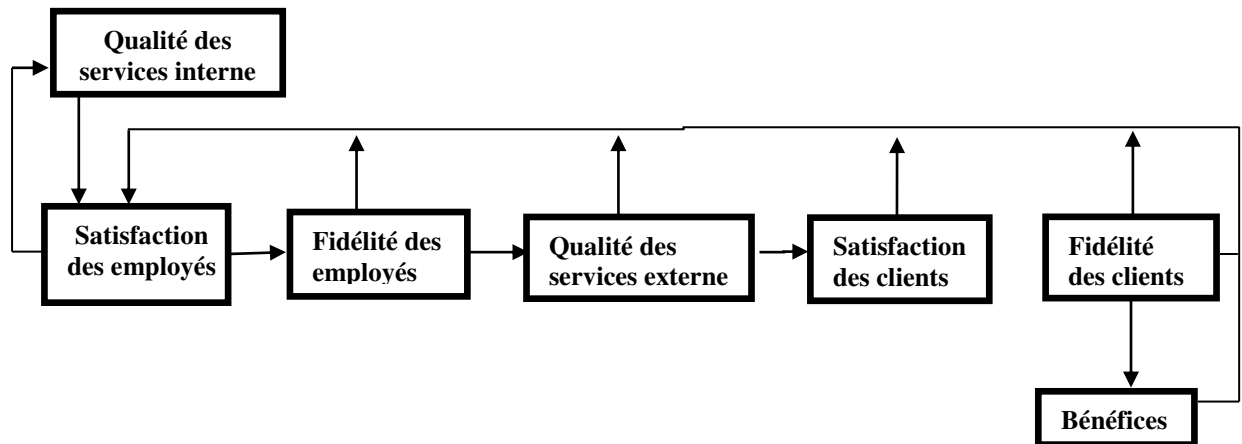 Qualité des
services interne
Satisfaction
des employés
Fidélité des
employés
Qualité des
services externe
Satisfaction
des clients
Fidélité
des clients
Bénéfices